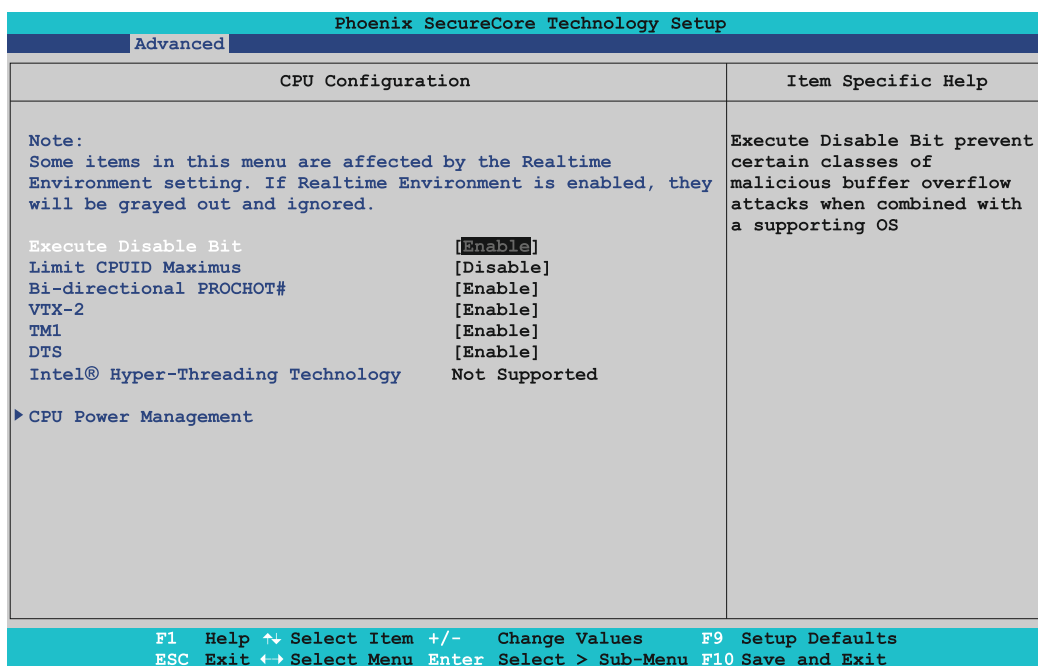 Phoenix SecureCore Technology Setup
Advanced
CPU Configuration
Item Specific Help
Note:
Some items in this menu are affected by the Realtime
Environment setting. If Realtime Environment is enabled, they
will be grayed out and ignored.
Execute Disable Bit [Enable]
Limit CPUID Maximus [Disable]
Bi-directional PROCHOT# [Enable]
VTX-2 [Enable]
TM1 [Enable]
DTS [Enable]
Intel® Hyper-Threading Technology Not Supported
CPU Power Management
Execute Disable Bit prevent
certain classes of
malicious buffer overflow
attacks when combined with
a supporting OS
F1 Help ↑↓ Select Item +/- Change Values F9 Setup Defaults
ESC Exit ←→ Select Menu Enter Select > Sub-Menu F10 Save and Exit